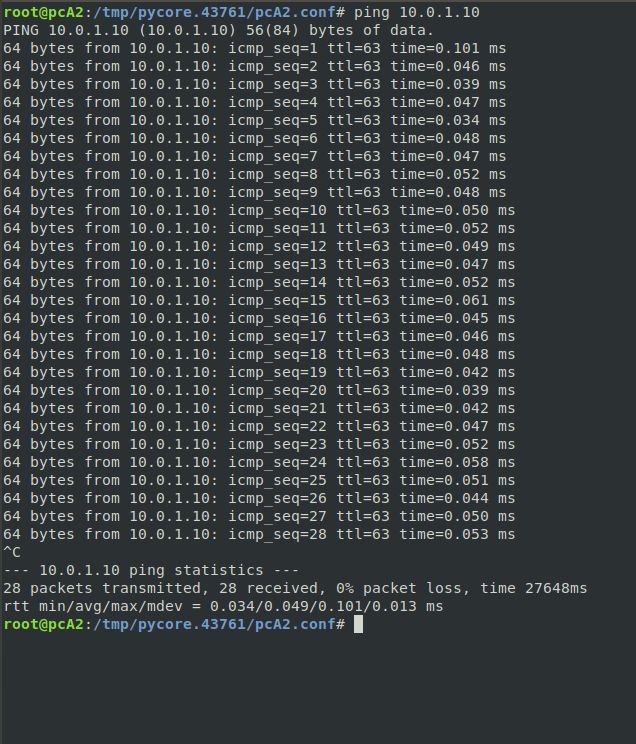 root@pcA2:/tmp/pycore.43761/pcA2.conf# ping 10.0.1.10
PING 10.0.1.10 (10.0.1.10) 56(84) bytes of data.
64 bytes from 10.0.1.10: icmp_seq=1 ttl=63 time=0.101 ms
64 bytes from 10.0.1.10: icmp_seq=2 ttl=63 time=0.046 ms
64 bytes from 10.0.1.10: icmp_seq=3 ttl=63 time=0.039 ms
64 bytes from 10.0.1.10: icmp_seq=4 ttl=63 time=0.047 ms
64 bytes from 10.0.1.10: icmp_seq=5 ttl=63 time=0.034 ms
64 bytes from 10.0.1.10: icmp_seq=6 ttl=63 time=0.048 ms
64 bytes from 10.0.1.10: icmp_seq=7 ttl=63 time=0.047 ms
64 bytes from 10.0.1.10: icmp_seq=8 ttl=63 time=0.052 ms
64 bytes from 10.0.1.10: icmp_seq=9 ttl=63 time=0.048 ms
64 bytes from 10.0.1.10: icmp_seq=10 ttl=63 time=0.050 ms
64 bytes from 10.0.1.10: icmp_seq=11 ttl=63 time=0.052 ms
64 bytes from 10.0.1.10: icmp_seq=12 ttl=63 time=0.049 ms
64 bytes from 10.0.1.10: icmp_seq=13 ttl=63 time=0.047 ms
64 bytes from 10.0.1.10: icmp_seq=14 ttl=63 time=0.052 ms
64 bytes from 10.0.1.10: icmp_seq=15 ttl=63 time=0.061 ms
64 bytes from 10.0.1.10: icmp_seq=16 ttl=63 time=0.045 ms
64 bytes from 10.0.1.10: icmp_seq=17 ttl=63 time=0.046 ms
64 bytes from 10.0.1.10: icmp_seq=18 ttl=63 time=0.048 ms
64 bytes from 10.0.1.10: icmp_seq=19 ttl=63 time=0.042 ms
64 bytes from 10.0.1.10: icmp_seq=20 ttl=63 time=0.039 ms
64 bytes from 10.0.1.10: icmp_seq=21 ttl=63 time=0.042 ms
64 bytes from 10.0.1.10: icmp_seq=22 ttl=63 time=0.047 ms
64 bytes from 10.0.1.10: icmp_seq=23 ttl=63 time=0.052 ms
64 bytes from 10.0.1.10: icmp_seq=24 ttl=63 time=0.058 ms
64 bytes from 10.0.1.10: icmp_seq=25 ttl=63 time=0.051 ms
64 bytes from 10.0.1.10: icmp_seq=26 ttl=63 time=0.044 ms
64 bytes from 10.0.1.10: icmp_seq=27 ttl=63 time=0.050 ms
64 bytes from 10.0.1.10: icmp_seq=28 ttl=63 time=0.053 ms
^C
--- 10.0.1.10 ping statistics ---
28 packets transmitted, 28 received, 0% packet loss, time 27648ms
rtt min/avg/max/mdev = 0.034/0.049/0.101/0.013 ms
root@pcA2:/tmp/pycore.43761/pcA2.conf#